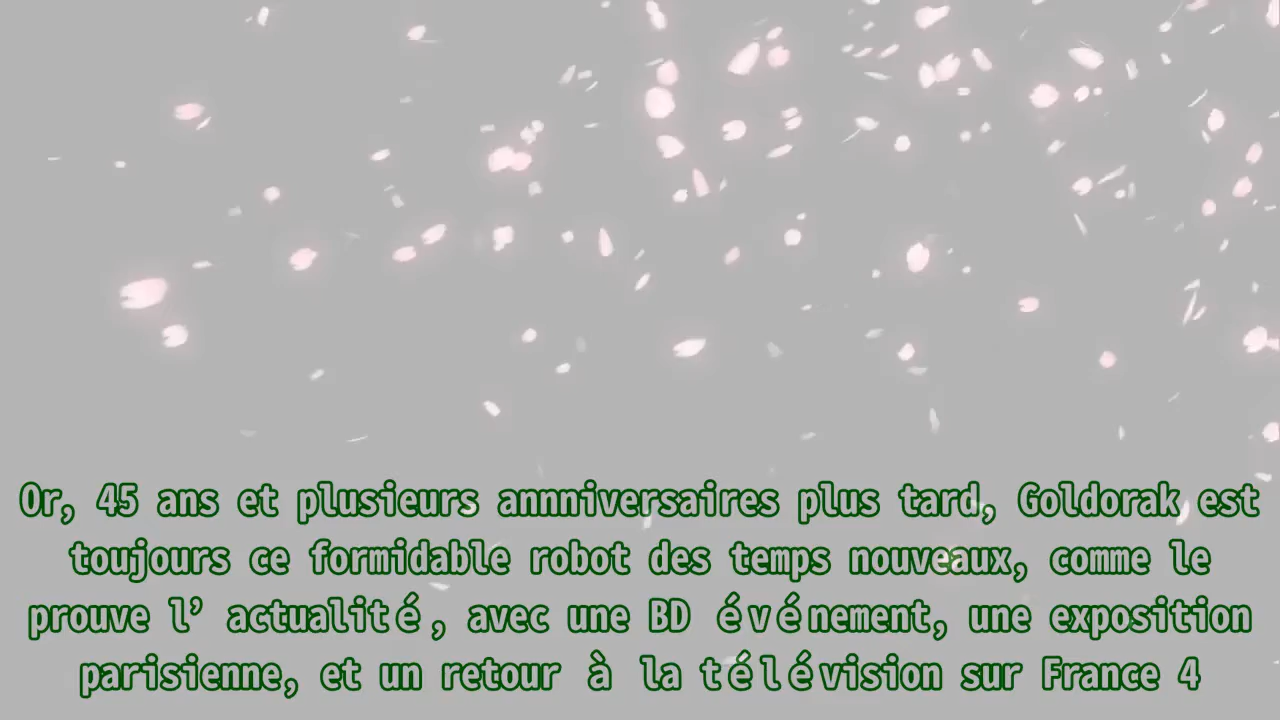 Or, 45 ans et plusieurs annniversaires plus tard, Goldorak est
toujours ce formidable robot des temps nouveaux, comme le
prouve l’ actualité, avec une BD événement, une exposition
parisienne, et un retour à la télévision sur France 4